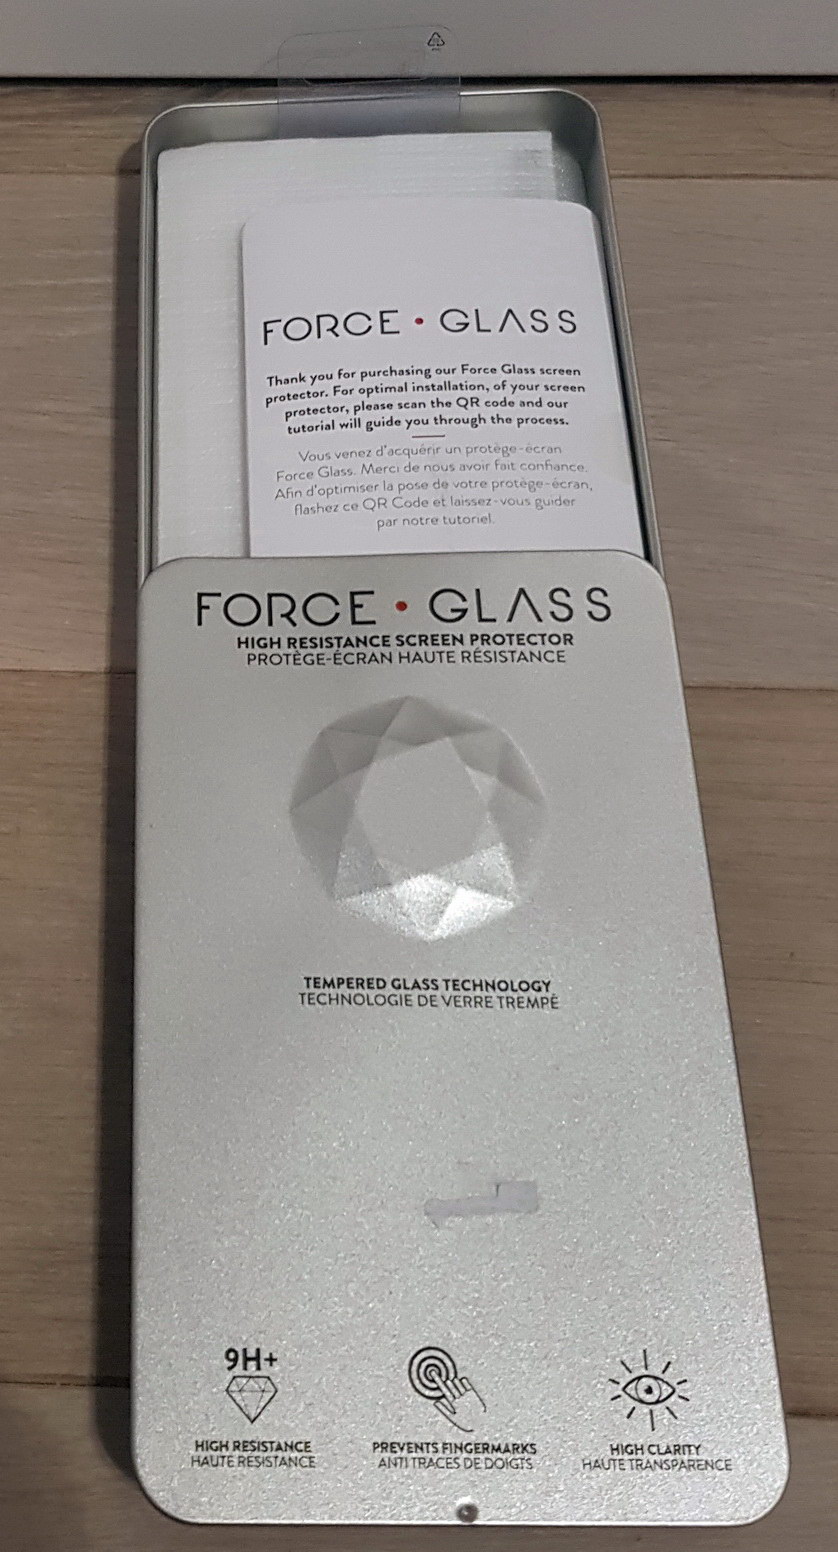 FORCE • GLASS
Thank you for purchasing our Force Glass screen
protector. For optimal installation, of your screen
protector, please scan the QR code and our
tutorial will guide you through the process.
Vous venez d'acquérir un protège-écran
Force Glass. Merci de nous avoir fait confiance.
Afin d'optimiser la pose de votre protège-écran,
flashez ce QR Code et laissez-vous guider
par notre tutoriel.
FORCE • GLASS
HIGH RESISTANCE SCREEN PROTECTOR
PROTÈGE-ÉCRAN HAUTE RÉSISTANCE
TEMPERED GLASS TECHNOLOGY
TECHNOLOGIE DE VERRE TREMPÉ
9H+
HIGH RESISTANCE
HAUTE RESISTANCE
PREVENTS FINGERMARKS
ANTI TRACES DE DOIGTS
HIGH CLARITY
HAUTE TRANSPARENCE